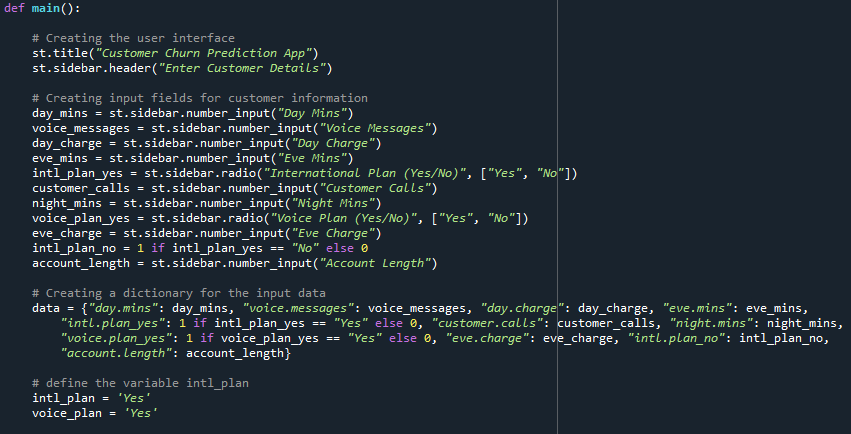 def main():
# Creating the user interface
st.title("Customer Churn Prediction App")
st.sidebar.header("Enter Customer Details")
# Creating input fields for customer information
day_mins = st.sidebar.number_input("Day Mins")
voice_messages = st.sidebar.number_input("Voice Messages")
day_charge = st.sidebar.number_input("Day Charge")
eve_mins = st.sidebar.number_input("Eve Mins")
intl_plan_yes = st.sidebar.radio("International Plan (Yes/No)", ["Yes", "No"])
customer_calls = st.sidebar.number_input("Customer Calls")
night_mins = st.sidebar.number_input("Night Mins")
voice_plan_yes = st.sidebar.radio("Voice Plan (Yes/No)", ["Yes", "No"])
eve_charge = st.sidebar.number_input("Eve Charge")
intl_plan_no = 1 if intl_plan_yes == "No" else 0
account_length = st.sidebar.number_input("Account Length")
# Creating a dictionary for the input data
data = {"day.mins": day_mins, "voice.messages": voice_messages, "day.charge": day_charge, "eve.mins": eve_mins,
"intl.plan_yes": 1 if intl_plan_yes == "Yes" else 0, "customer.calls": customer_calls, "night.mins": night_mins,
"voice.plan_yes": 1 if voice_plan_yes == "Yes" else 0, "eve.charge": eve_charge, "intl.plan_no": intl_plan_no,
"account.length": account_length}
# define the variable intl_plan
intl_plan = 'Yes'
voice_plan = 'Yes'